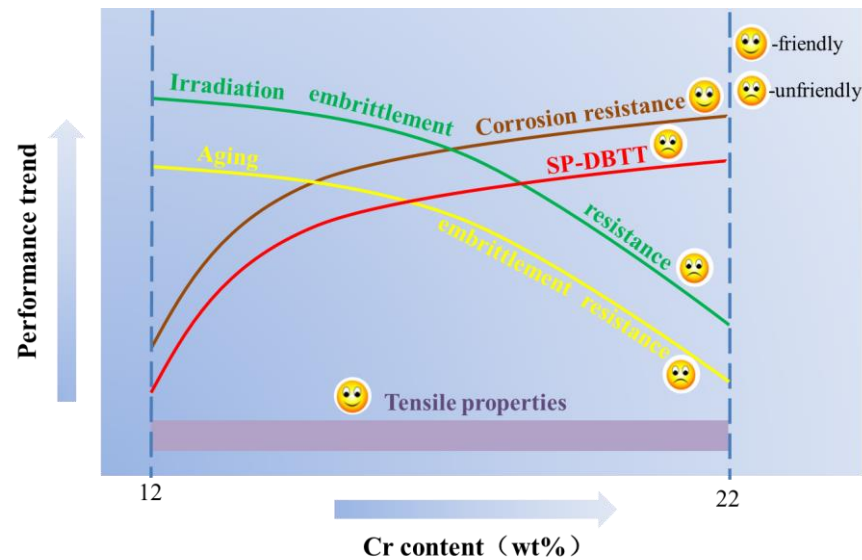 -friendly
-unfriendly
Irradiation embrittlement resistance
Corrosion resistance
Aging embrittlement resistance
SP-DBTT
Tensile properties
Performance trend
12
22
Cr content（wt%）